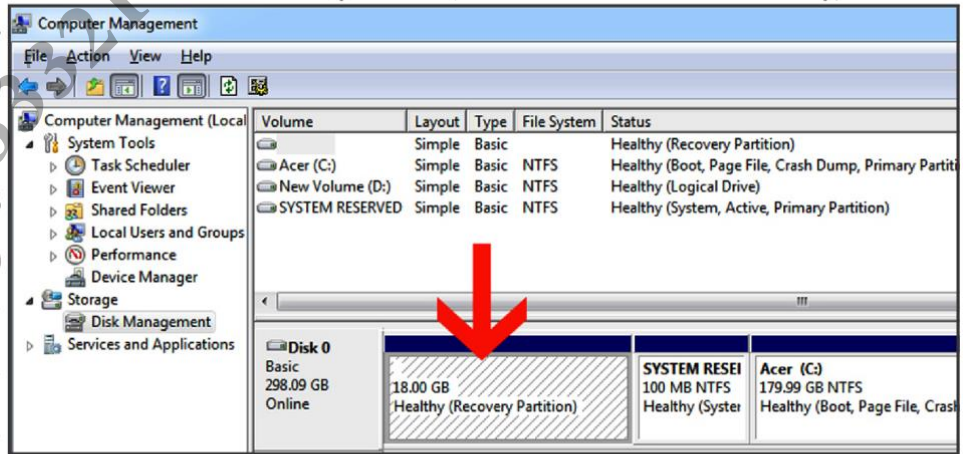 Computer Management
File Action View Help
Computer Management (Local
System Tools
Task Scheduler
Event Viewer
Shared Folders
Local Users and Groups
Performance
Device Manager
Storage
Disk Management
Services and Applications
Volume Layout Type File System Status
Simple Basic Healthy (Recovery Partition)
Acer (C:) Simple Basic NTFS Healthy (Boot, Page File, Crash Dump, Primary Partiti
New Volume (D:) Simple Basic NTFS Healthy (Logical Drive)
SYSTEM RESERVED Simple Basic NTFS Healthy (System, Active, Primary Partition)
Disk 0
Basic
298.09 GB
Online
18.00 GB
Healthy (Recovery Partition)
SYSTEM RESEI
100 MB NTFS
Healthy (Syster
Acer (C:)
179.99 GB NTFS
Healthy (Boot, Page File, Crash